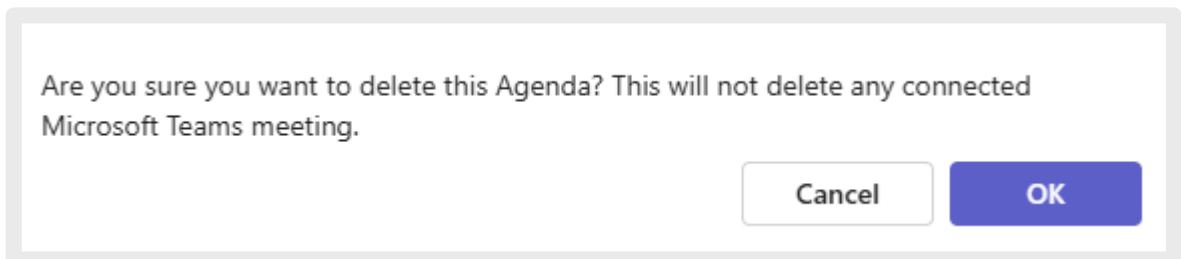 Are you sure you want to delete this Agenda? This will not delete any connected
Microsoft Teams meeting.
Cancel
OK